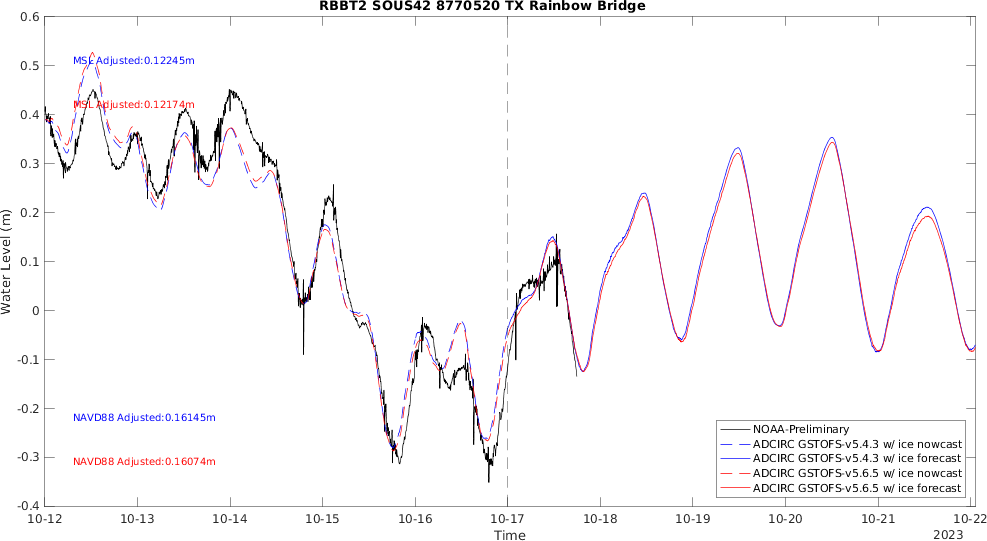 RBBT2 SOUS42 8770520 TX Rainbow Bridge
0.6
0.5
0.4
0.3
0.2
0.1
0
-0.1
-0.2
-0.3
-0.4
Water Level (m)
MSL Adjusted:0.12245m
MSL Adjusted:0.12174m
NAVD88 Adjusted:0.16145m
NAVD88 Adjusted:0.16074m
NOAA-Preliminary
ADCIRC GSTOFS-v5.4.3 w/ ice nowcast
ADCIRC GSTOFS-v5.4.3 w/ ice forecast
ADCIRC GSTOFS-v5.6.5 w/ ice nowcast
ADCIRC GSTOFS-v5.6.5 w/ ice forecast
10-12 10-13 10-14 10-15 10-16 10-17 10-18 10-19 10-20 10-21 10-22
Time
2023